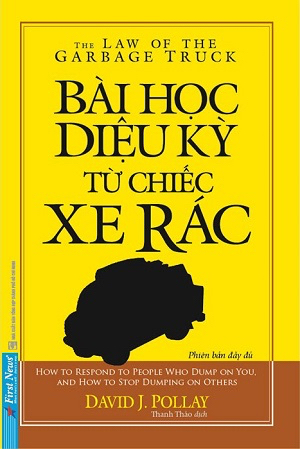 THE LAW OF THE
GARBAGE TRUCK
BÀI HỌC
DIỆU KỲ
TỪ CHIẾC
XE RÁC
Phiên bản đầy đủ
HOW TO RESPOND TO PEOPLE WHO DUMP ON YOU,
AND HOW TO STOP DUMPING ON OTHERS
DAVID J. POLLAY
Thanh Thảo dịch
First News